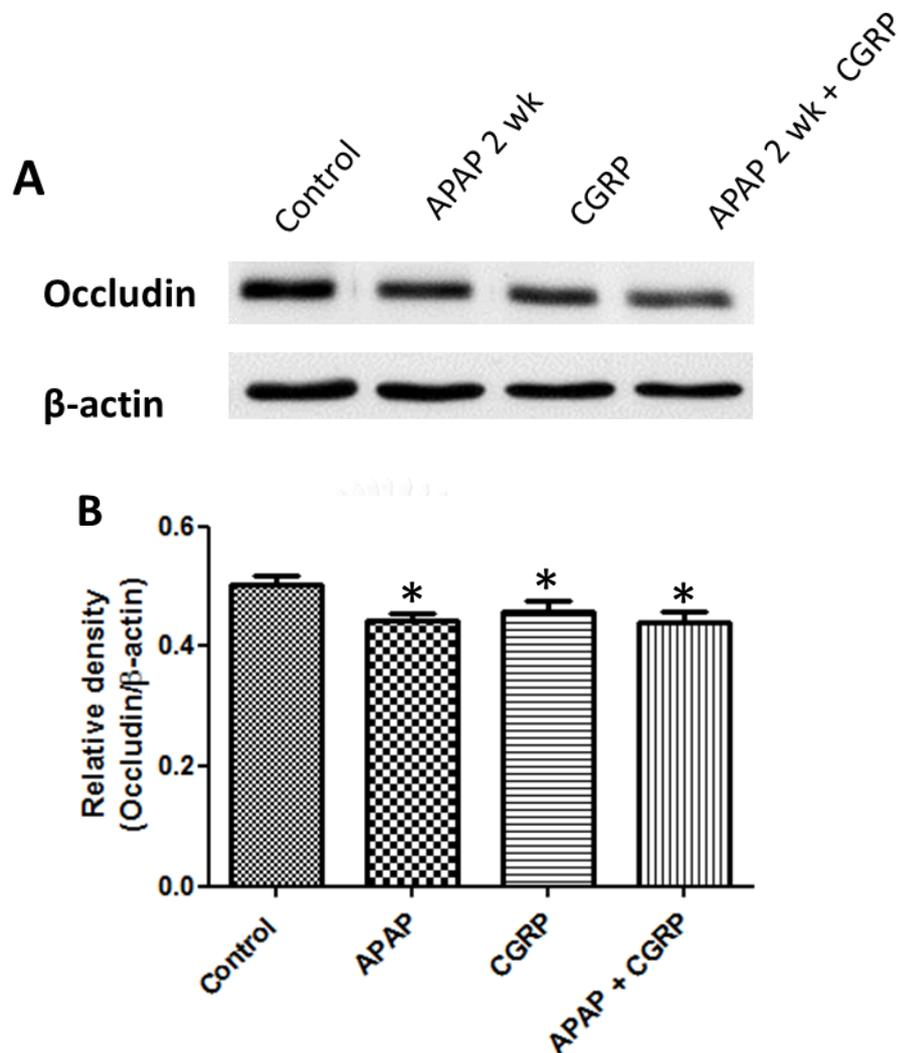 A
Control
APAP 2 wk
CGRP
APAP 2 wk + CGRP
Occludin
β-actin
B
Relative density
(Occludin/β-actin)
0.6
0.4
0.2
0.0
*
*
*
Control
APAP
CGRP
APAP + CGRP